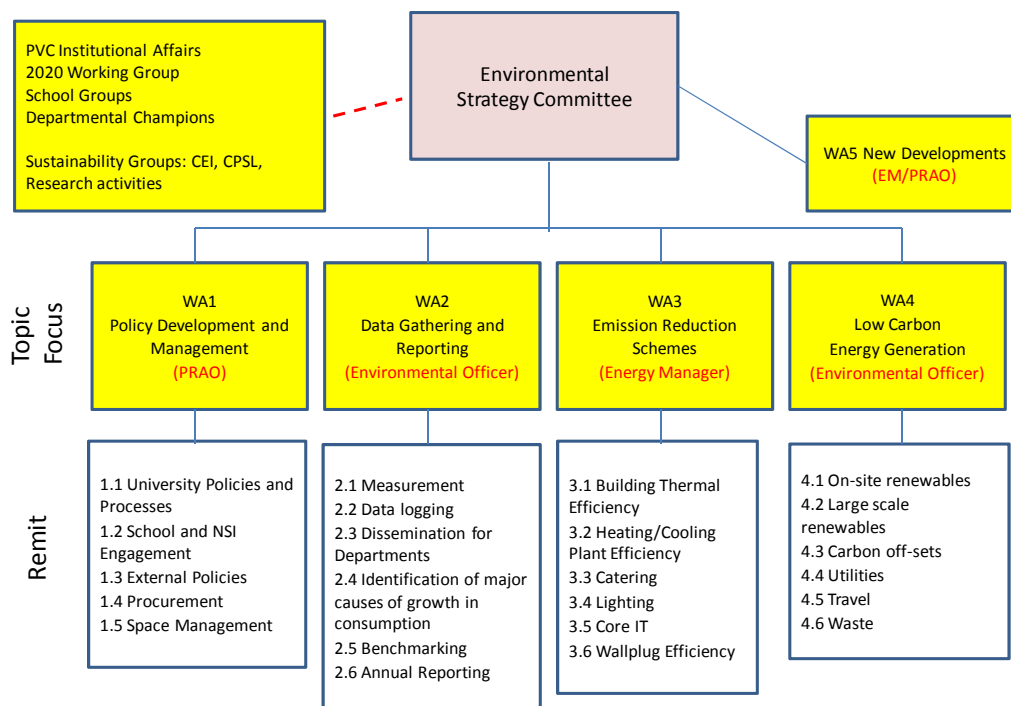 PVC Institutional Affairs
2020 Working Group
School Groups
Departmental Champions
Sustainability Groups: CEI, CPSL,
Research activities
Environmental
Strategy Committee
WA5 New Developments
(EM/PRAO)
Topic
Focus
WA1
Policy Development and
Management
(PRAO)
WA2
Data Gathering and
Reporting
(Environmental Officer)
WA3
Emission Reduction
Schemes
(Energy Manager)
WA4
Low Carbon
Energy Generation
(Environmental Officer)
Remit
1.1 University Policies and
Processes
1.2 School and NSI
Engagement
1.3 External Policies
1.4 Procurement
1.5 Space Management
2.1 Measurement
2.2 Data logging
2.3 Dissemination for
Departments
2.4 Identification of major
causes of growth in
consumption
2.5 Benchmarking
2.6 Annual Reporting
3.1 Building Thermal
Efficiency
3.2 Heating/Cooling
Plant Efficiency
3.3 Catering
3.4 Lighting
3.5 Core IT
3.6 Wallplug Efficiency
4.1 On-site renewables
4.2 Large scale
renewables
4.3 Carbon off-sets
4.4 Utilities
4.5 Travel
4.6 Waste